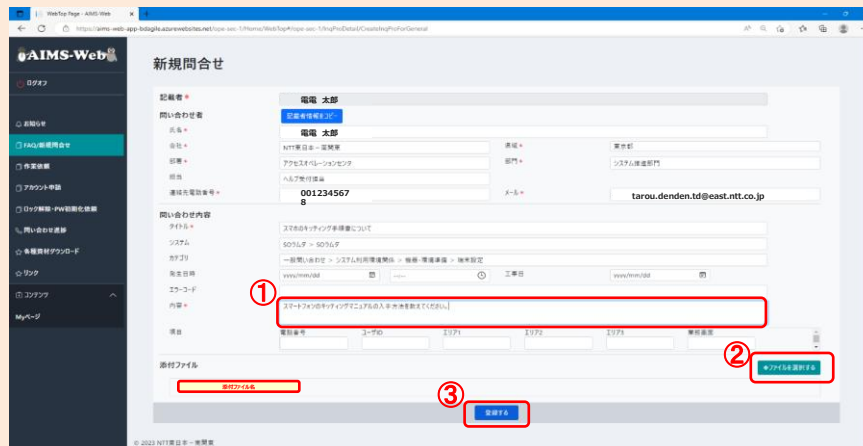 WebTop Page - AIMS-Web
https://aims-web-app-bdagile.azurewebsites.net/ope-sec-1/Home/WebTop#/ope-sec-1/InqProDetail/CreateInqProForGeneral
AIMS-Web
ログオフ
お知らせ
FAQ/新規問合せ
作業依頼
アカウント申請
ロック解除・PW初期化依頼
問い合わせ進捗
各種資材ダウンロード
リンク
コンテンツ
Myページ
新規問合せ
記載者 *
電電 太郎
問い合わせ者
記載者情報をコピー
氏名 *
電電 太郎
会社 *
NTT東日本-南関東
県域 *
東京都
部署 *
アクセスオペレーションセンタ
部門 *
システム推進部門
担当
ヘルプ受付担当
連絡先電話番号 *
001234567
8
メール *
tarou.denden.td@east.ntt.co.jp
問い合わせ内容
タイトル *
スマホのキッティング手順書について
システム
SOラムダ > SOラムダ
カテゴリ
一般問い合わせ > システム利用環境関係 > 機器・環境準備 > 端末設定
発生日時
yyyy/mm/dd
--:--
工事日
yyyy/mm/dd
エラーコード
①
内容 *
スマートフォンのキッティングマニュアルの入手方法を教えてください。
項目
電話番号
ユーザID
エリア1
エリア2
エリア3
業務画面
添付ファイル
②
+ファイルを選択する
添付ファイル名
③
登録する
© 2023 NTT東日本-南関東